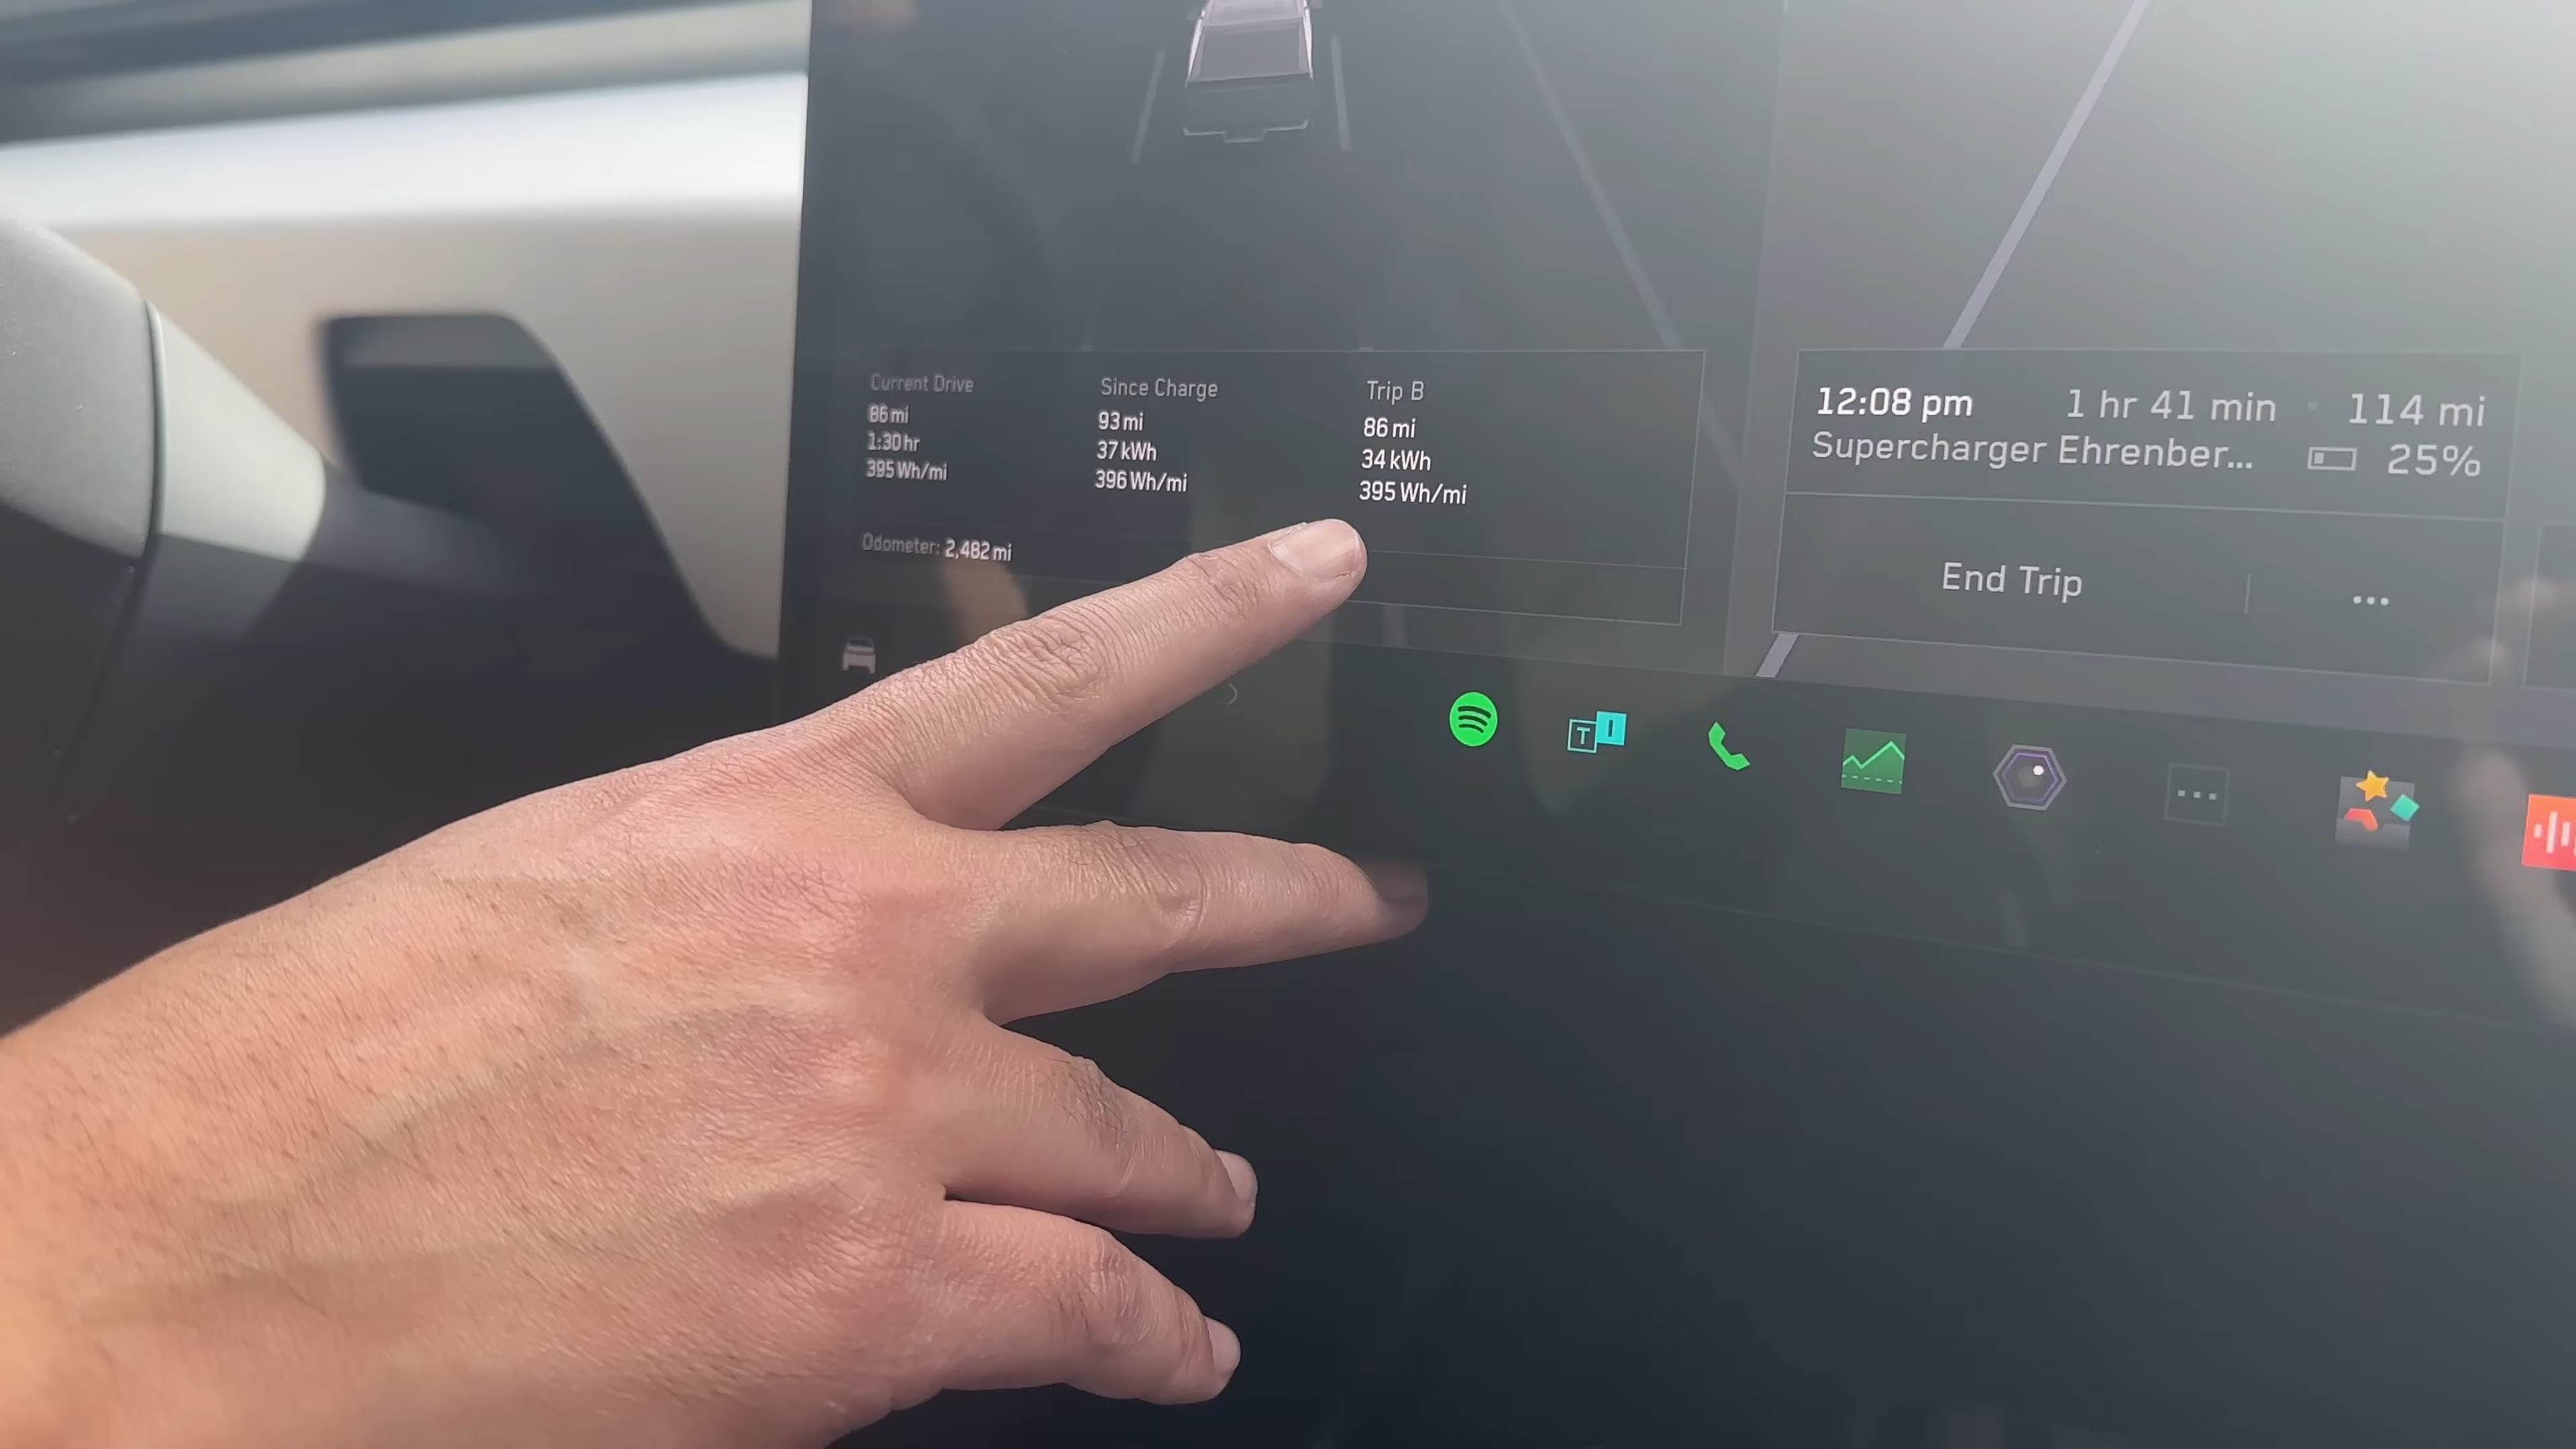 Current Drive
86 mi
1:30 hr
395 Wh/mi
Since Charge
93 mi
37 kWh
396 Wh/mi
Trip B
86 mi
34 kWh
395 Wh/mi
Odometer: 2,482 mi
12:08 pm 1 hr 41 min 114 mi
Supercharger Ehrenber... 25%
End Trip ...
T I